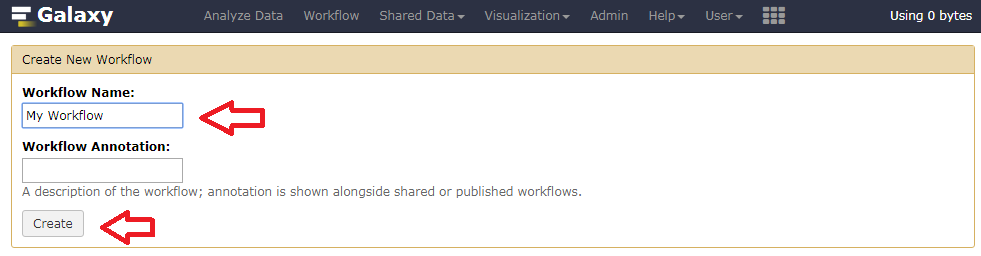 Galaxy Analyze Data Workflow Shared Data Visualization Admin Help User Using 0 bytes
Create New Workflow
Workflow Name:
My Workflow
Workflow Annotation:
A description of the workflow; annotation is shown alongside shared or published workflows.
Create